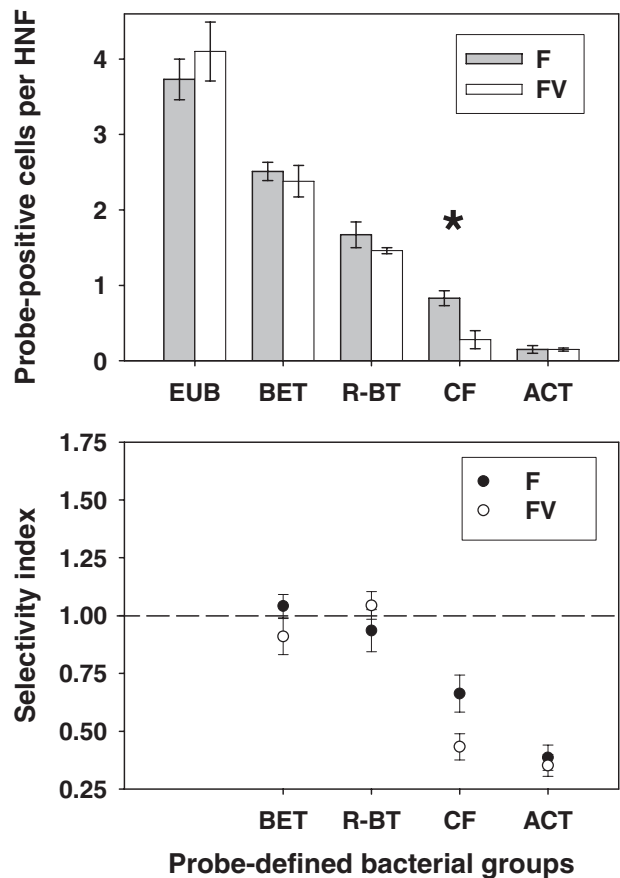 Probe-positive cells per HNF
4
3
2
1
0
F
FV
*
EUB BET R-BT CF ACT
Selectivity index
1.75
1.50
1.25
1.00
0.75
0.50
0.25
F
FV
BET R-BT CF ACT
Probe-defined bacterial groups